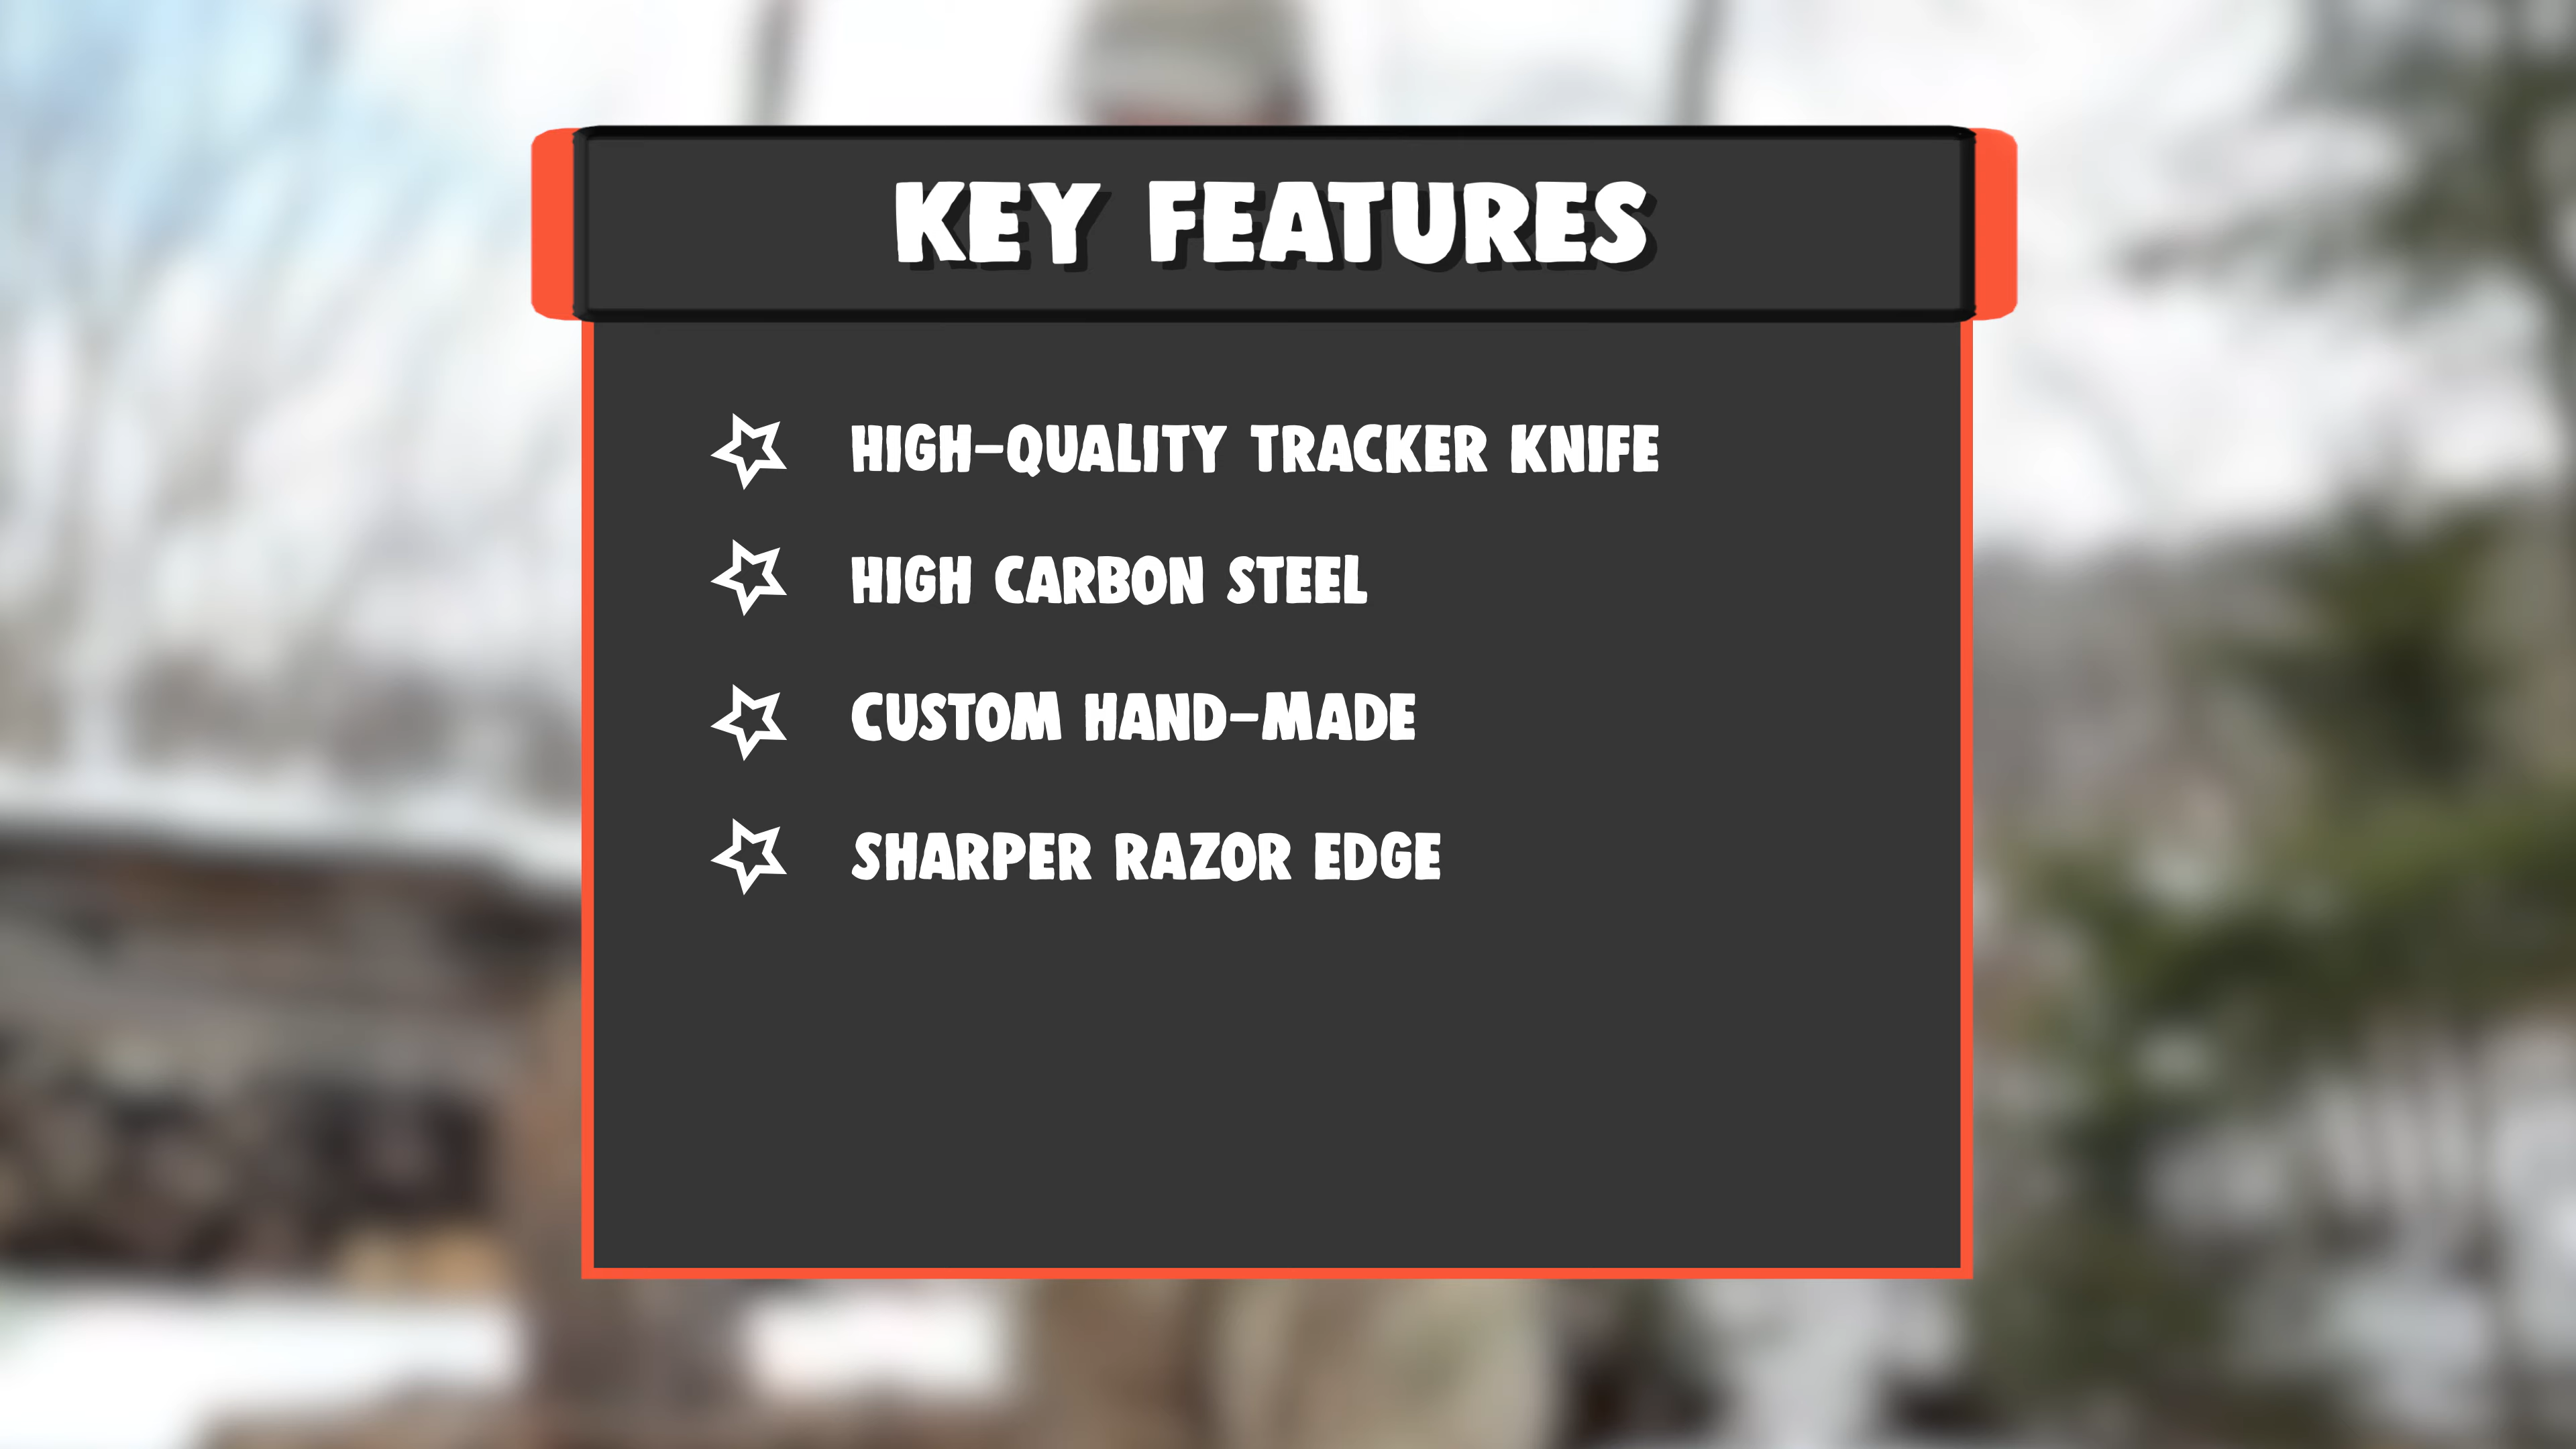 KEY FEATURES
HIGH-QUALITY TRACKER KNIFE
HIGH CARBON STEEL
CUSTOM HAND-MADE
SHARPER RAZOR EDGE